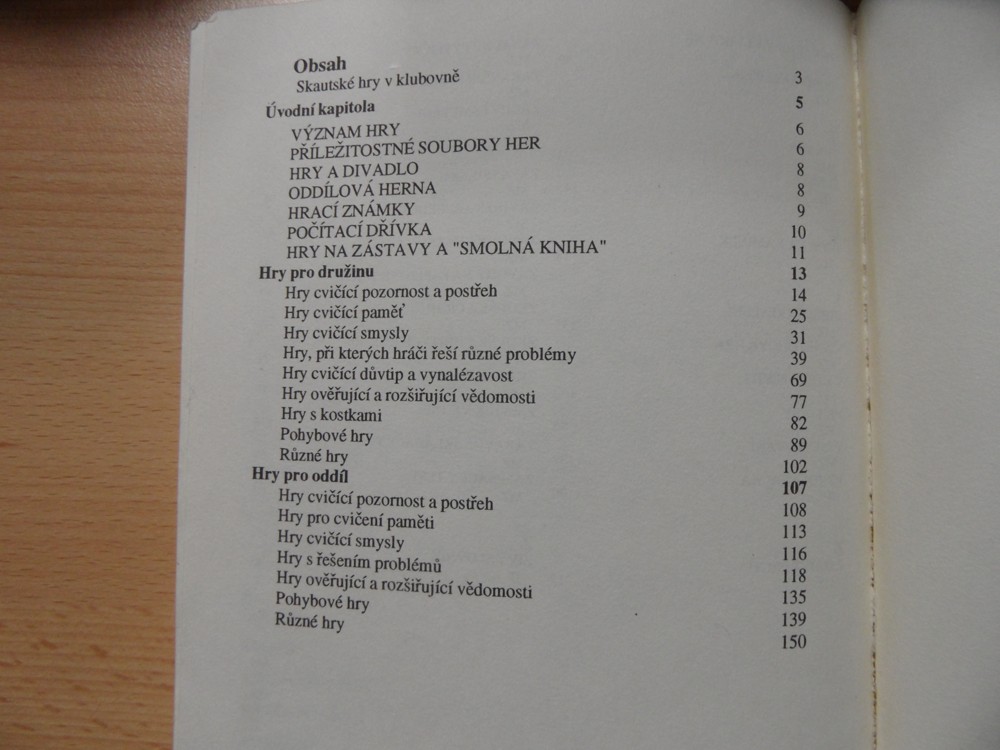 Obsah
Skautské hry v klubovně 3
Úvodní kapitola 5
VÝZNAM HRY 6
PŘÍLEŽITOSTNÉ SOUBORY HER 6
HRY A DIVADLO 8
ODDÍLOVÁ HERNA 8
HRACÍ ZNÁMKY 9
POČÍTACÍ DŘÍVKA 10
HRY NA ZÁSTAVY A "SMOLNÁ KNIHA" 11
Hry pro družinu 13
Hry cvičící pozornost a postřeh 14
Hry cvičící paměť 25
Hry cvičící smysly 31
Hry, při kterých hráči řeší různé problémy 39
Hry cvičící důvtip a vynalézavost 69
Hry ověřující a rozšiřující vědomosti 77
Hry s kostkami 82
Pohybové hry 89
Různé hry 102
Hry pro oddíl 107
Hry cvičící pozornost a postřeh 108
Hry pro cvičení paměti 113
Hry cvičící smysly 116
Hry s řešením problémů 118
Hry ověřující a rozšiřující vědomosti 135
Pohybové hry 139
Různé hry 150